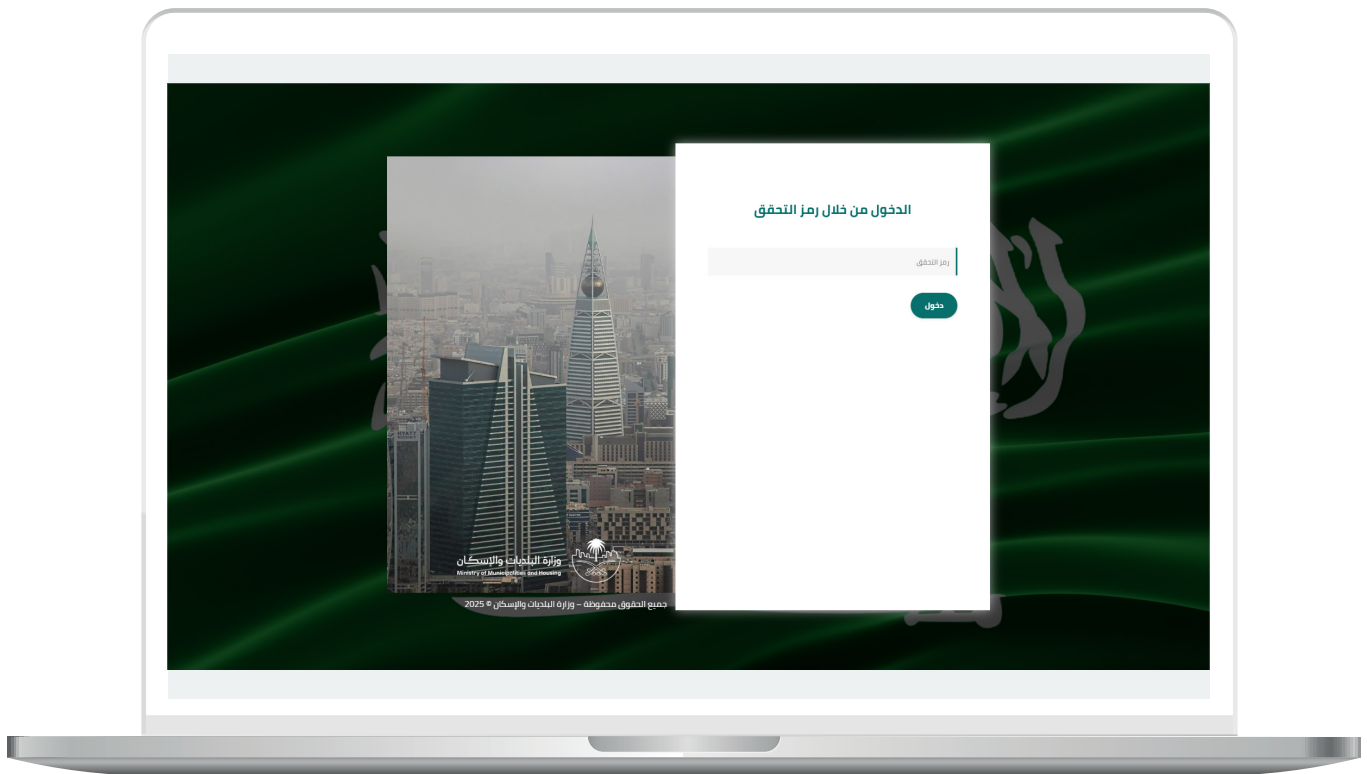 الدخول من خلال رمز التحقق
رمز التحقق
دخول
وزارة البلديات والإسكان
Ministry of Municipalities and Housing
جميع الحقوق محفوظة – وزارة البلديات والإسكان © 2025